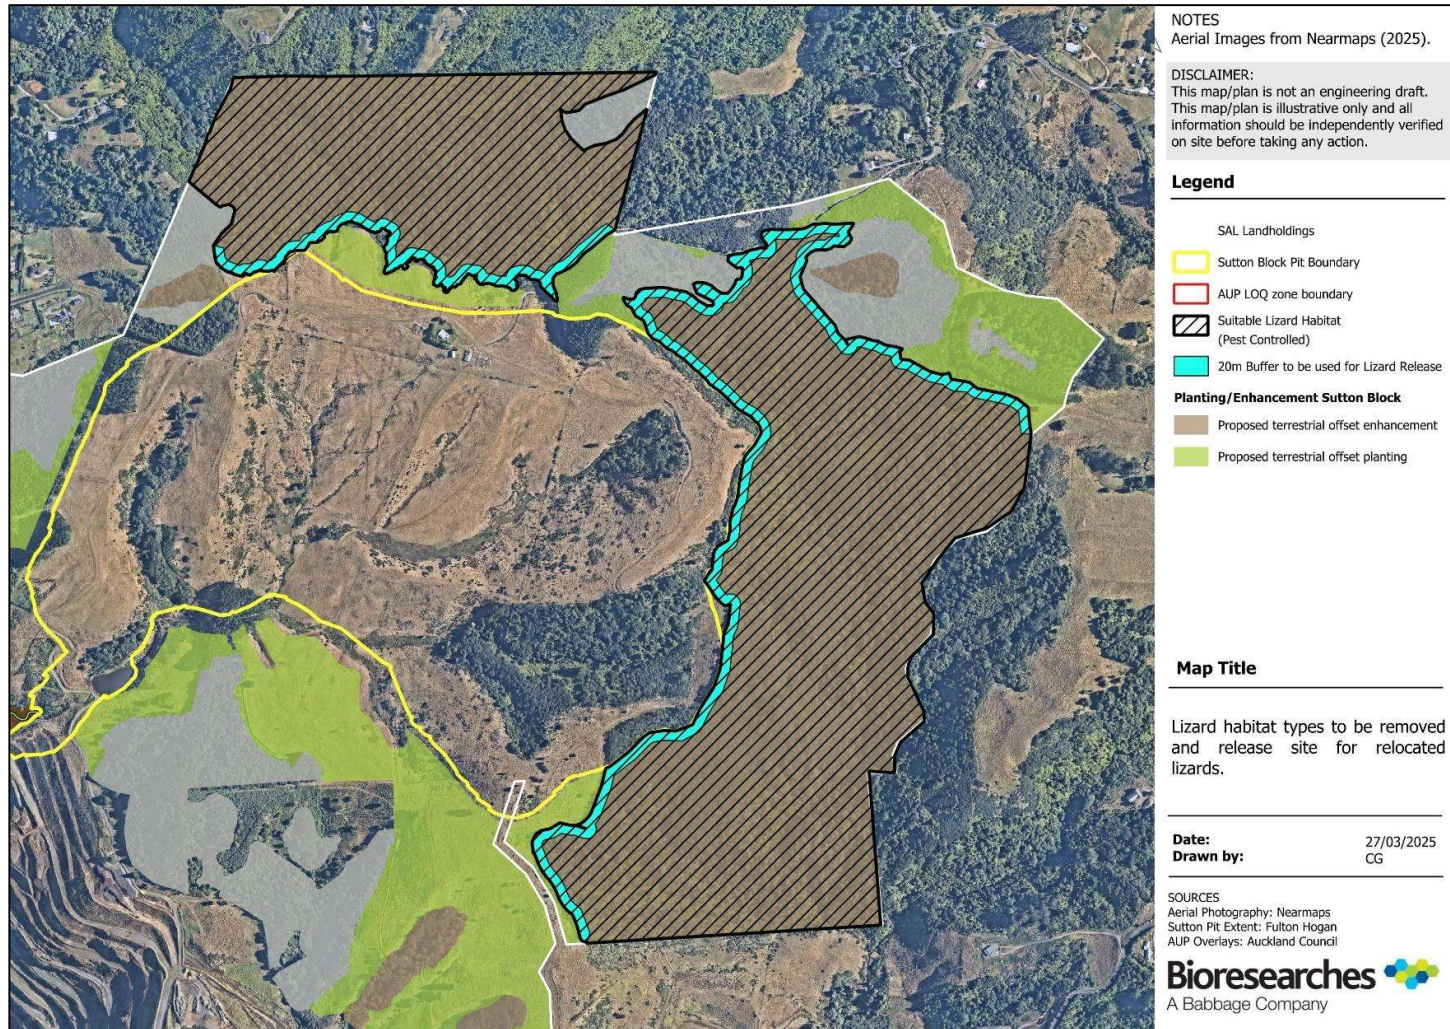 NOTES
Aerial Images from Nearmaps (2025).
DISCLAIMER:
This map/plan is not an engineering draft.
This map/plan is illustrative only and all
information should be independently verified
on site before taking any action.
Legend
SAL Landholdings
Sutton Block Pit Boundary
AUP LOQ zone boundary
Suitable Lizard Habitat
(Pest Controlled)
20m Buffer to be used for Lizard Release
Planting/Enhancement Sutton Block
Proposed terrestrial offset enhancement
Proposed terrestrial offset planting
Map Title
Lizard habitat types to be removed
and release site for relocated
lizards.
Date: 27/03/2025
Drawn by: CG
SOURCES
Aerial Photography: Nearmaps
Sutton Pit Extent: Fulton Hogan
AUP Overlays: Auckland Council
Bioresearches
A Babbage Company